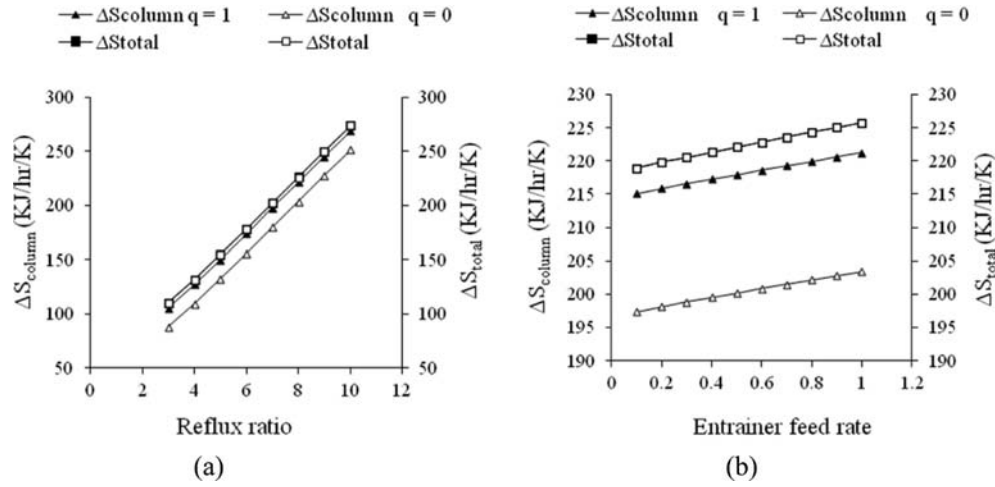 ΔScolumn q = 1 ΔScolumn q = 0
ΔStotal ΔStotal
300
250
200
150
100
50
ΔScolumn (KJ/hr/K)
300
250
200
150
100
50
ΔStotal (KJ/hr/K)
0 2 4 6 8 10 12
Reflux ratio
(a)
ΔScolumn q = 1 ΔScolumn q = 0
ΔStotal ΔStotal
230
225
220
215
210
205
200
195
190
ΔScolumn (KJ/hr/K)
230
225
220
215
210
205
200
195
190
ΔStotal (KJ/hr/K)
0 0.2 0.4 0.6 0.8 1 1.2
Entrainer feed rate
(b)